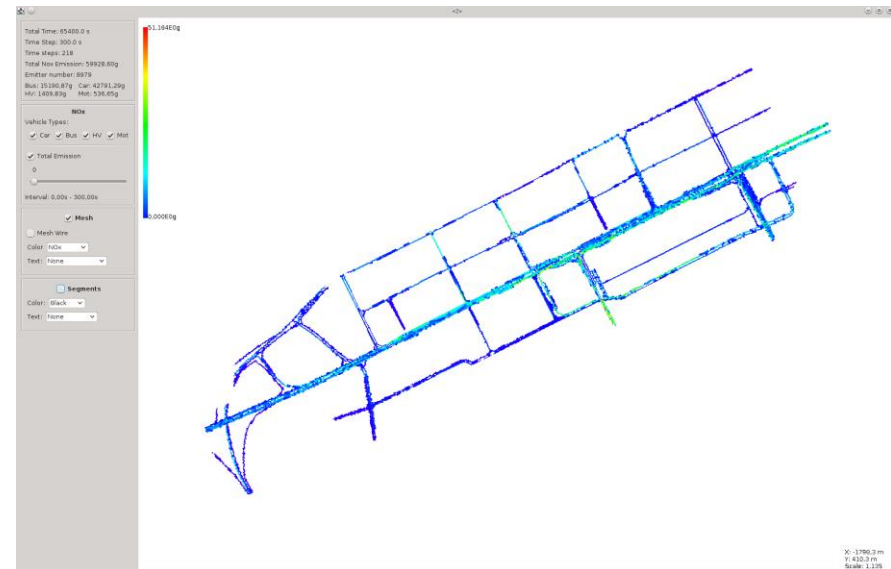 <2>
Total Time: 65400.0 s
Time Step: 300.0 s
Time steps: 218
Total Nox Emission: 59928.60g
Emitter number: 8979
Bus: 15190.87g Car: 42791.29g
HV: 1409.83g Mot: 536.65g
NOx
Vehicle Types:
Car Bus HV Mot
Total Emission
0
Interval: 0.00s - 300.00s
Mesh
Mesh Wire
Color: NOx
Text: None
Segments
Color: Black
Text: None
51.164E0g
0.000E0g
X: -1790.3 m
Y: 410.3 m
Scale: 1.135